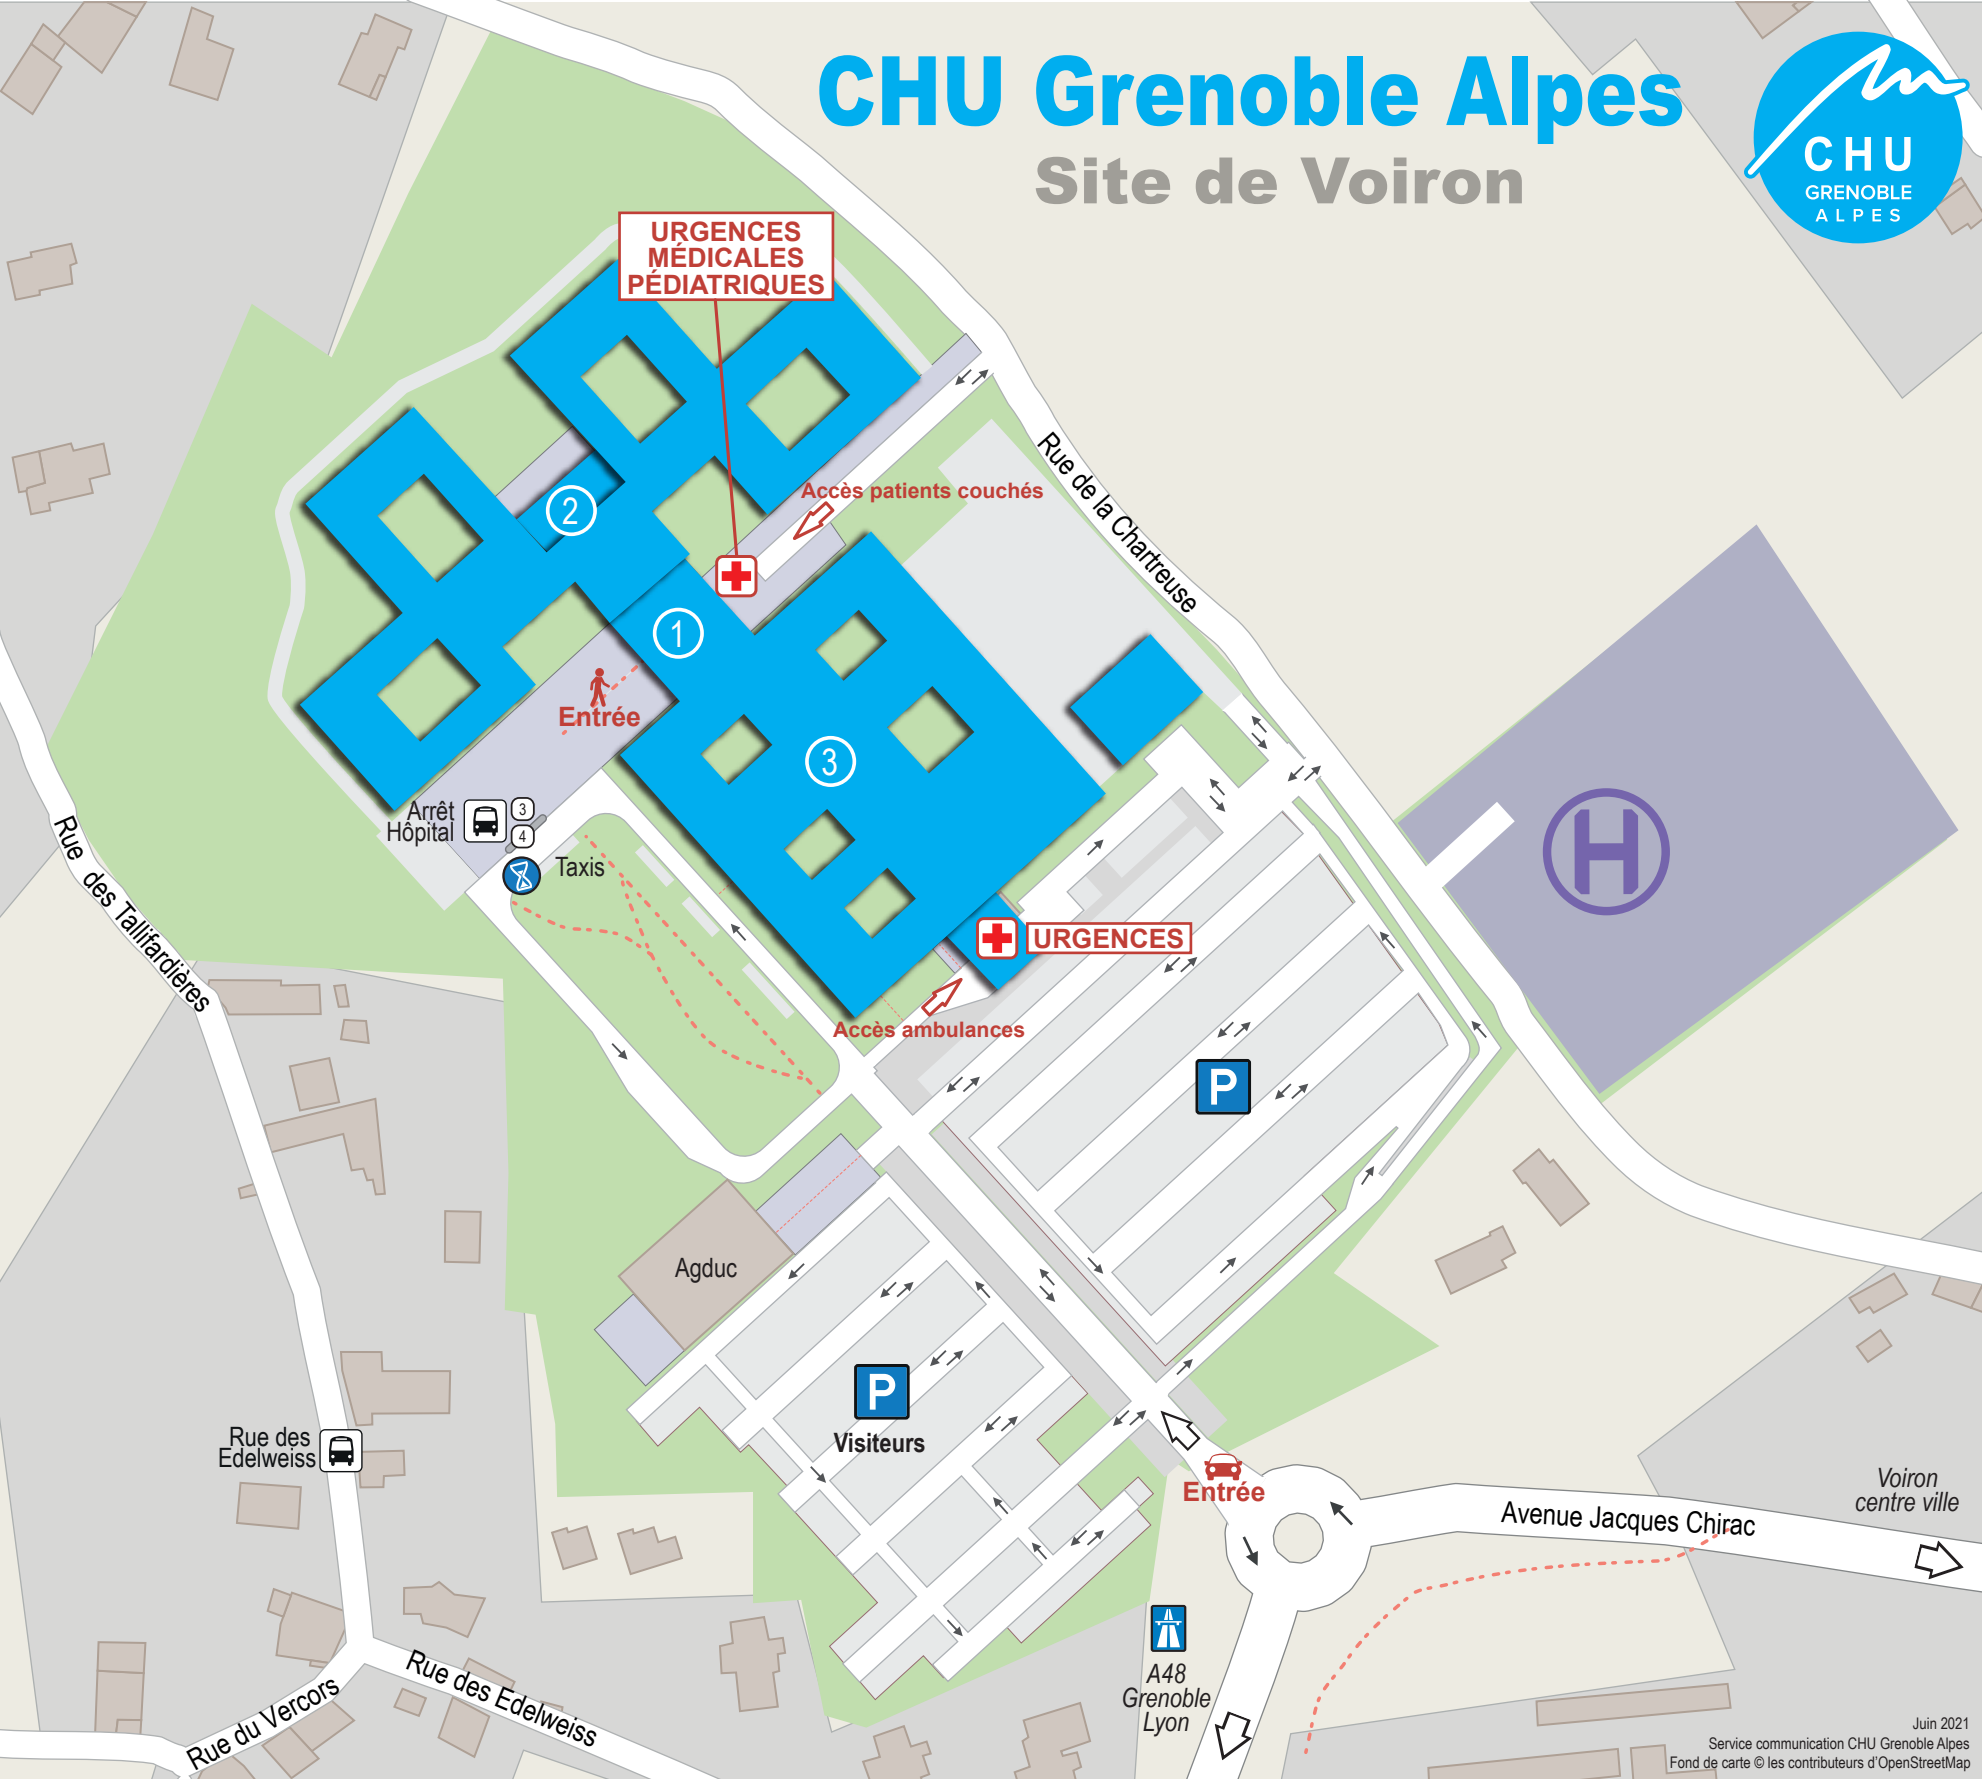 CHU Grenoble Alpes
Site de Voiron
CHU
GRENOBLE
ALPES
URGENCES
MÉDICALES
PÉDIATRIQUES
Accès patients couchés
Rue de la Chartreuse
2
1
3
Entrée
Arrêt
Hôpital
3
4
Taxis
H
URGENCES
Accès ambulances
Rue des Tallifardières
P
Agduc
P
Visiteurs
Rue des
Edelweiss
Entrée
Avenue Jacques Chirac
Voiron
centre ville
A48
Grenoble
Lyon
Rue des Edelweiss
Rue du Vercors
Juin 2021
Service communication CHU Grenoble Alpes
Fond de carte © les contributeurs d'OpenStreetMap